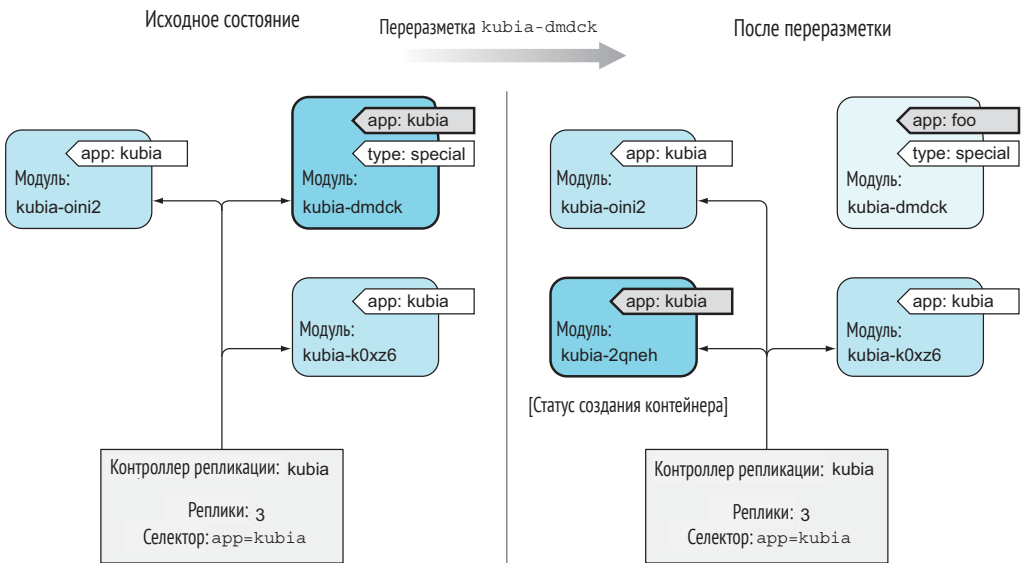 Исходное состояние
Переразметка kubia-dmdck
После переразметки
app: kubia
Модуль:
kubia-oini2
app: kubia
type: special
Модуль:
kubia-dmdck
app: kubia
Модуль:
kubia-k0xz6
Контроллер репликации: kubia
Реплики: 3
Селектор: app=kubia
app: kubia
Модуль:
kubia-oini2
app: foo
type: special
Модуль:
kubia-dmdck
app: kubia
Модуль:
kubia-2qneh
[Статус создания контейнера]
app: kubia
Модуль:
kubia-k0xz6
Контроллер репликации: kubia
Реплики: 3
Селектор: app=kubia